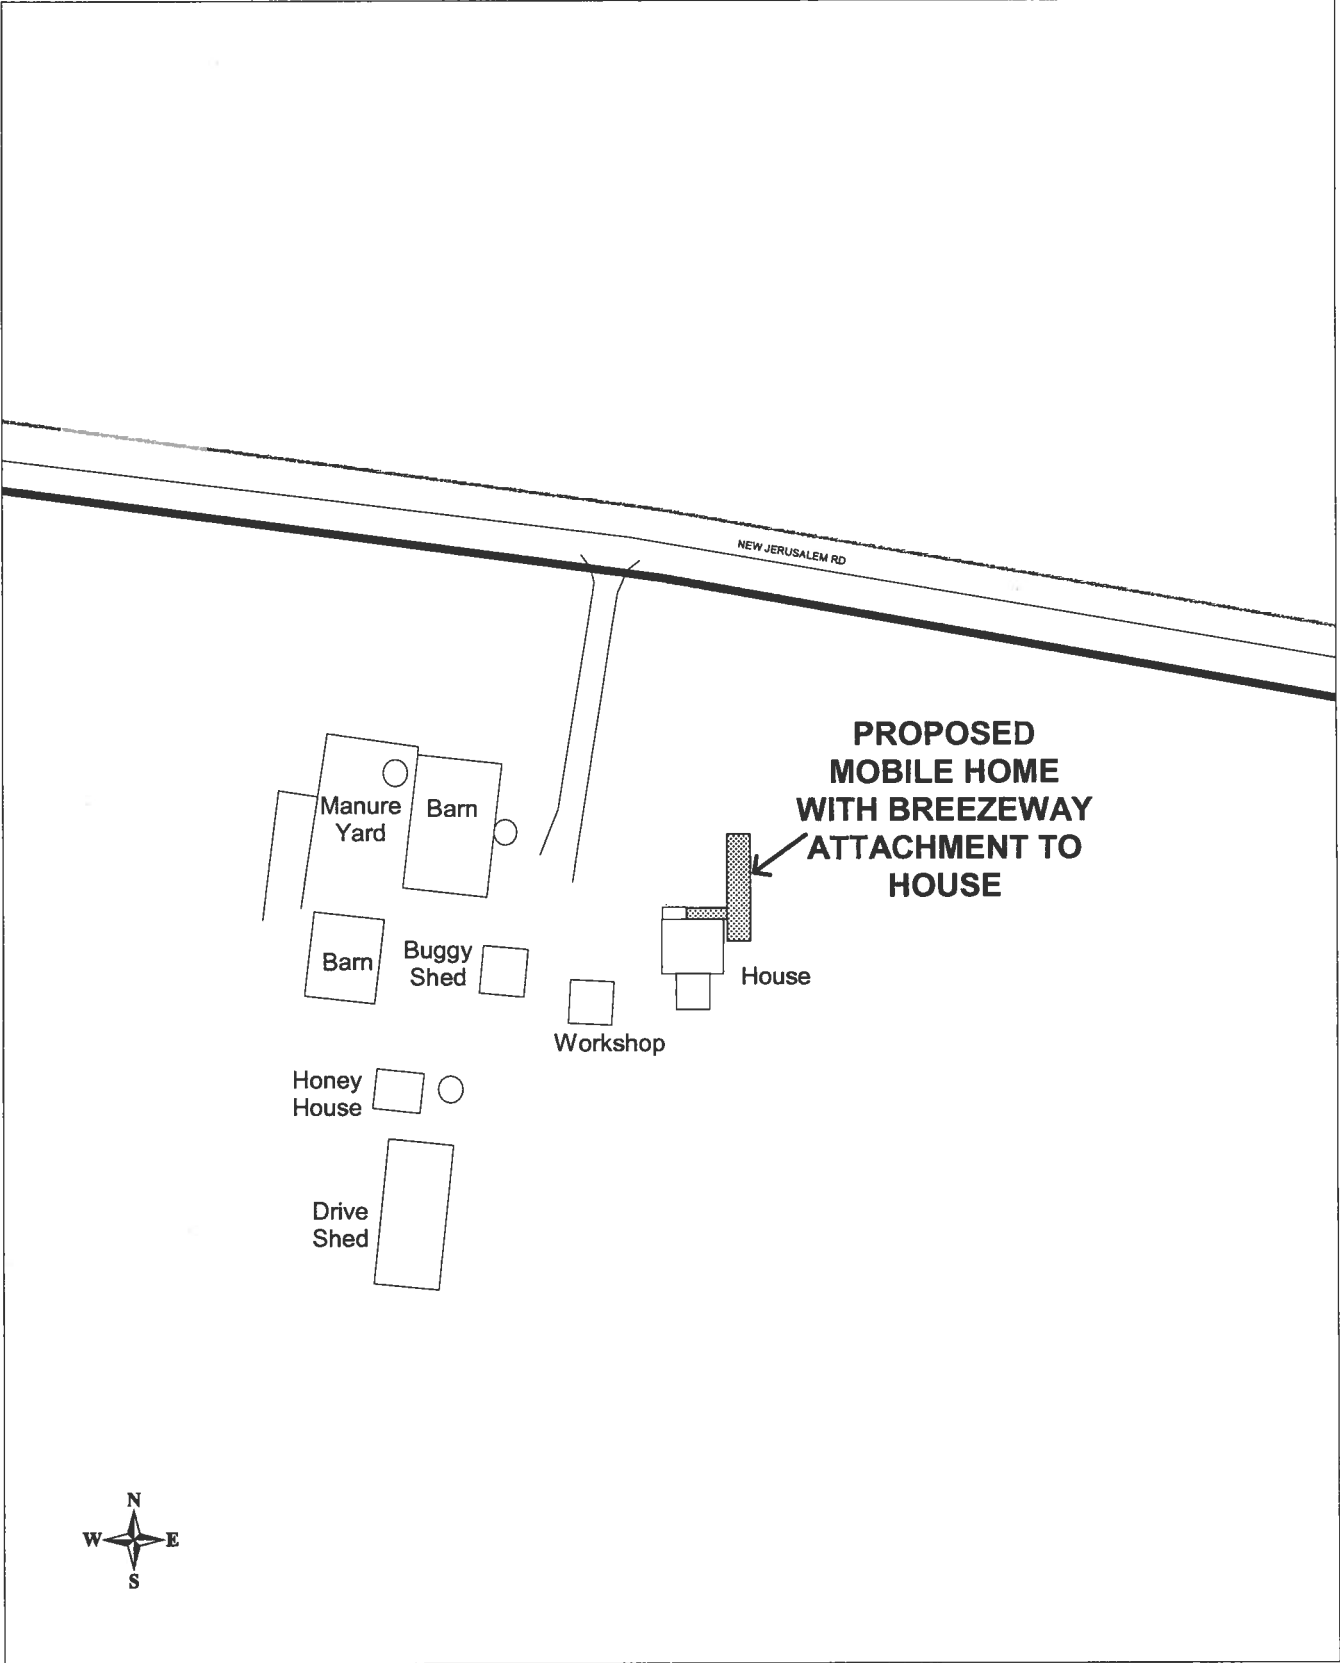 NEW JERUSALEM RD
PROPOSED
MOBILE HOME
WITH BREEZEWAY
ATTACHMENT TO
HOUSE
Manure
Yard
Barn
Barn
Buggy
Shed
House
Workshop
Honey
House
Drive
Shed
N
W
E
S